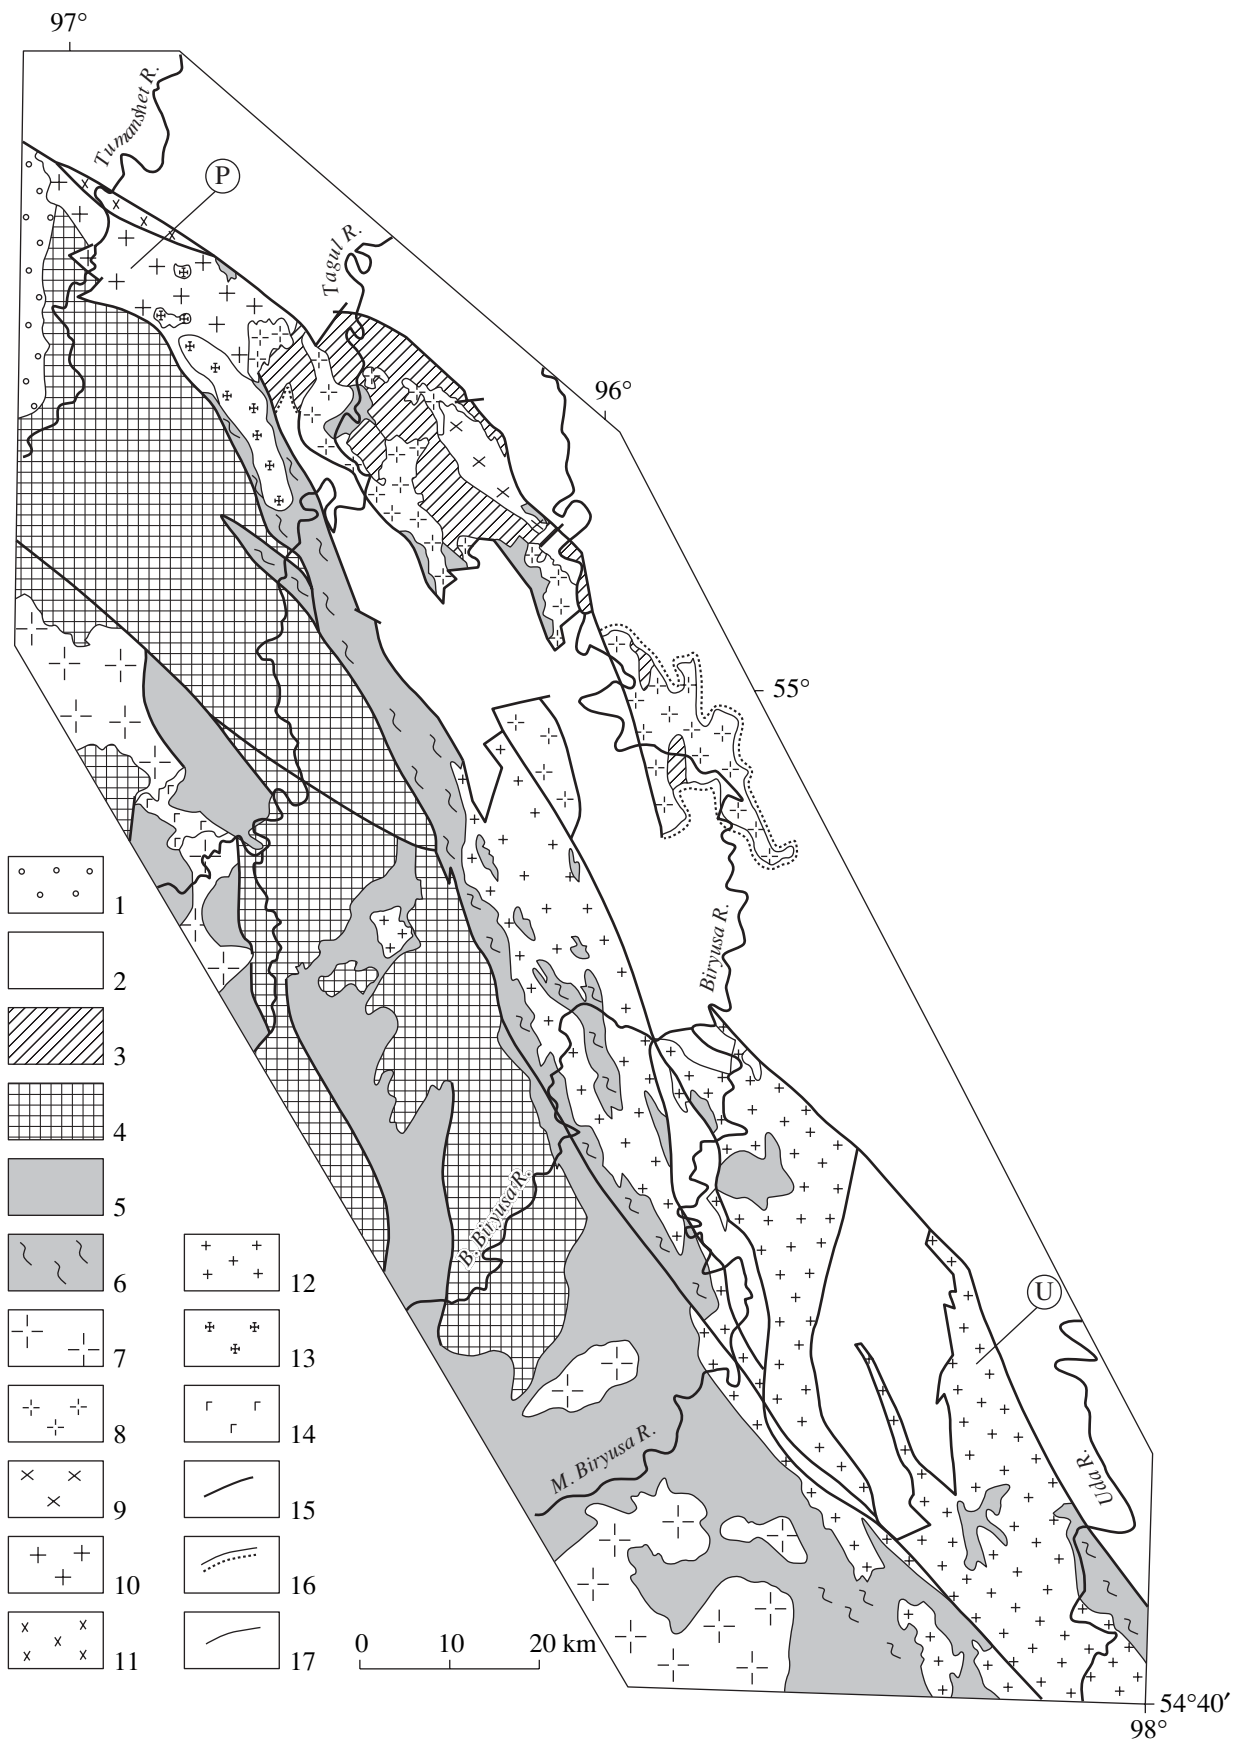 97°
Tumanshet R.
P
Tagul R.
96°
55°
Biryusa R.
B. Biryusa R.
U
M. Biryusa R.
Uda R.
1
2
3
4
5
6
12
7
13
8
14
9
15
10
16
11
17
0 10 20 km
54°40′
98°